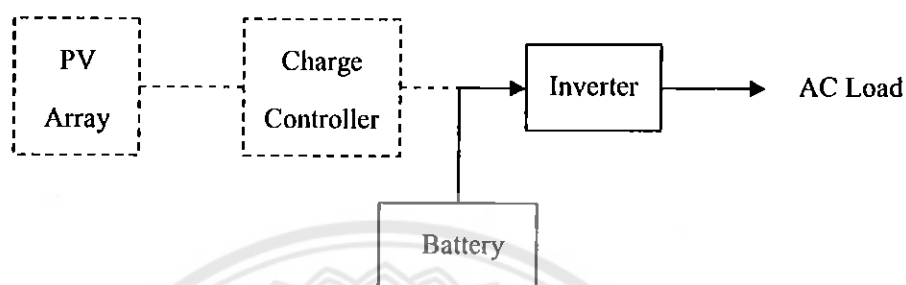 PV
Array
Charge
Controller
Inverter
AC Load
Battery